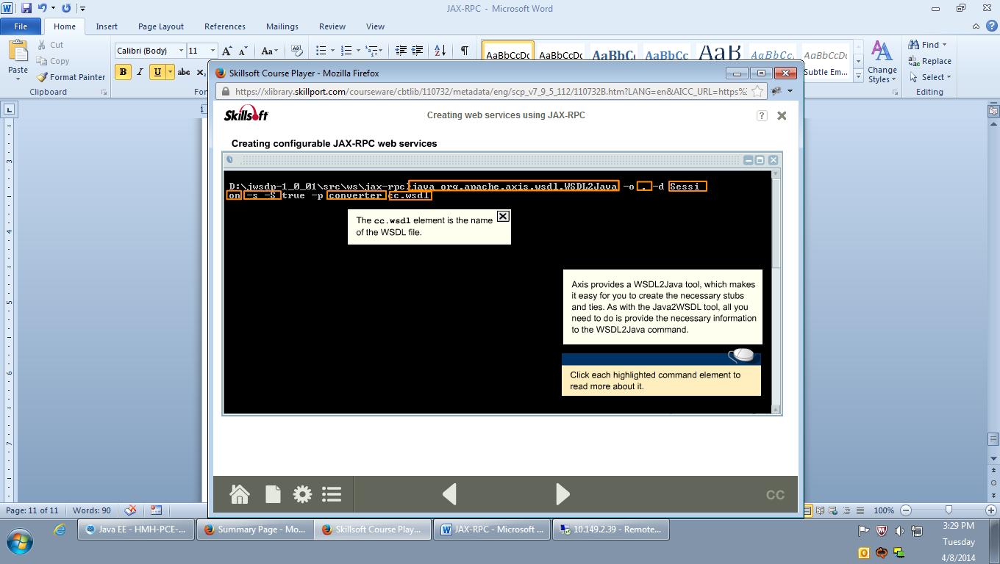 JAX-RPC - Microsoft Word
File Home Insert Page Layout References Mailings Review View
Paste
Cut
Copy
Format Painter
Clipboard
Calibri (Body) 11
B I U abc
AaBbCcDc AaBbCcDc AaBbCc AaBbCc AaB AaBbCc. AaBbCcDc
Subtle Em...
Change Styles
Find
Replace
Select
Editing
Skillsoft Course Player - Mozilla Firefox
https://xlibrary.skillport.com/courseware/cbtlib/110732/metadata/eng/scp_v7_9_5_112/110732B.htm?LANG=en&AICC_URL=https%3
Skillsoft
Creating web services using JAX-RPC
?
Creating configurable JAX-RPC web services
D:\jwsdp-1_0_01\src\ws\jax-rpc>java org.apache.axis.wsdl.WSDL2Java -o . -d Sessi
on -s -S true -p converter cc.wsdl
The cc.wsdl element is the name
of the WSDL file.
Axis provides a WSDL2Java tool, which makes
it easy for you to create the necessary stubs
and ties. As with the Java2WSDL tool, all you
need to do is provide the necessary information
to the WSDL2Java command.
Click each highlighted command element to
read more about it.
CC
3
4
5
6
7
Page: 11 of 11 Words: 90
100%
Java EE - HMH-PCE-... Summary Page - Mo... Skillsoft Course Play... JAX-RPC - Microsoft ... 10.149.2.39 - Remote...
3:29 PM
Tuesday
4/8/2014